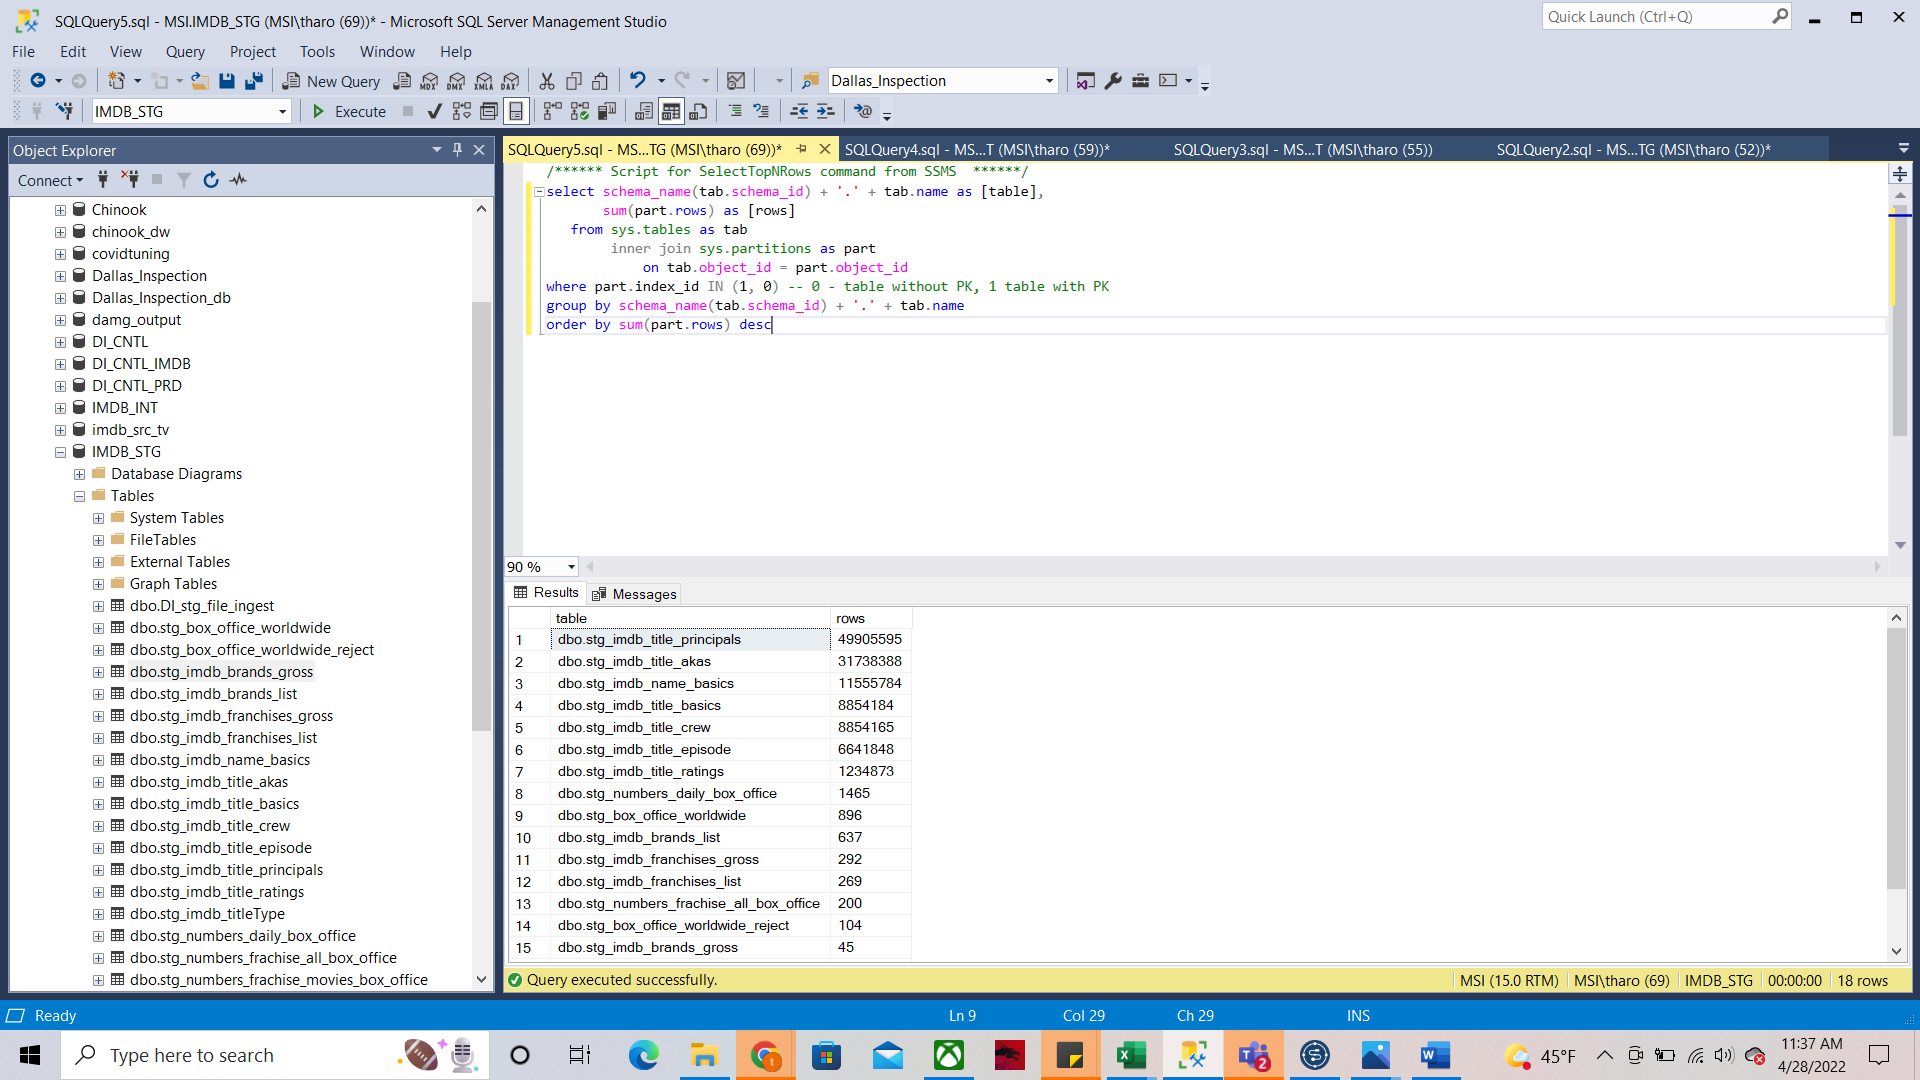 SQLQuery5.sql - MSI.IMDB_STG (MSI\tharo (69))* - Microsoft SQL Server Management Studio
Quick Launch (Ctrl+Q)
File Edit View Query Project Tools Window Help
New Query MDX DMX XMLA DAX Dallas_Inspection
IMDB_STG Execute
Object Explorer
Connect
Chinook
chinook_dw
covidtuning
Dallas_Inspection
Dallas_Inspection_db
damg_output
DI_CNTL
DI_CNTL_IMDB
DI_CNTL_PRD
IMDB_INT
imdb_src_tv
IMDB_STG
Database Diagrams
Tables
System Tables
FileTables
External Tables
Graph Tables
dbo.DI_stg_file_ingest
dbo.stg_box_office_worldwide
dbo.stg_box_office_worldwide_reject
dbo.stg_imdb_brands_gross
dbo.stg_imdb_brands_list
dbo.stg_imdb_franchises_gross
dbo.stg_imdb_franchises_list
dbo.stg_imdb_name_basics
dbo.stg_imdb_title_akas
dbo.stg_imdb_title_basics
dbo.stg_imdb_title_crew
dbo.stg_imdb_title_episode
dbo.stg_imdb_title_principals
dbo.stg_imdb_title_ratings
dbo.stg_imdb_titleType
dbo.stg_numbers_daily_box_office
dbo.stg_numbers_frachise_all_box_office
dbo.stg_numbers_frachise_movies_box_office
SQLQuery5.sql - MS...TG (MSI\tharo (69))* SQLQuery4.sql - MS...T (MSI\tharo (59))* SQLQuery3.sql - MS...T (MSI\tharo (55)) SQLQuery2.sql - MS...TG (MSI\tharo (52))*
/****** Script for SelectTopNRows command from SSMS  ******/
select schema_name(tab.schema_id) + '.' + tab.name as [table],
sum(part.rows) as [rows]
from sys.tables as tab
inner join sys.partitions as part
on tab.object_id = part.object_id
where part.index_id IN (1, 0) -- 0 - table without PK, 1 table with PK
group by schema_name(tab.schema_id) + '.' + tab.name
order by sum(part.rows) desc
90 %
Results Messages
table rows
1 dbo.stg_imdb_title_principals 49905595
2 dbo.stg_imdb_title_akas 31738388
3 dbo.stg_imdb_name_basics 11555784
4 dbo.stg_imdb_title_basics 8854184
5 dbo.stg_imdb_title_crew 8854165
6 dbo.stg_imdb_title_episode 6641848
7 dbo.stg_imdb_title_ratings 1234873
8 dbo.stg_numbers_daily_box_office 1465
9 dbo.stg_box_office_worldwide 896
10 dbo.stg_imdb_brands_list 637
11 dbo.stg_imdb_franchises_gross 292
12 dbo.stg_imdb_franchises_list 269
13 dbo.stg_numbers_frachise_all_box_office 200
14 dbo.stg_box_office_worldwide_reject 104
15 dbo.stg_imdb_brands_gross 45
Query executed successfully. MSI (15.0 RTM) MSI\tharo (69) IMDB_STG 00:00:00 18 rows
Ready Ln 9 Col 29 Ch 29 INS
Type here to search 2 45°F 11:37 AM
4/28/2022